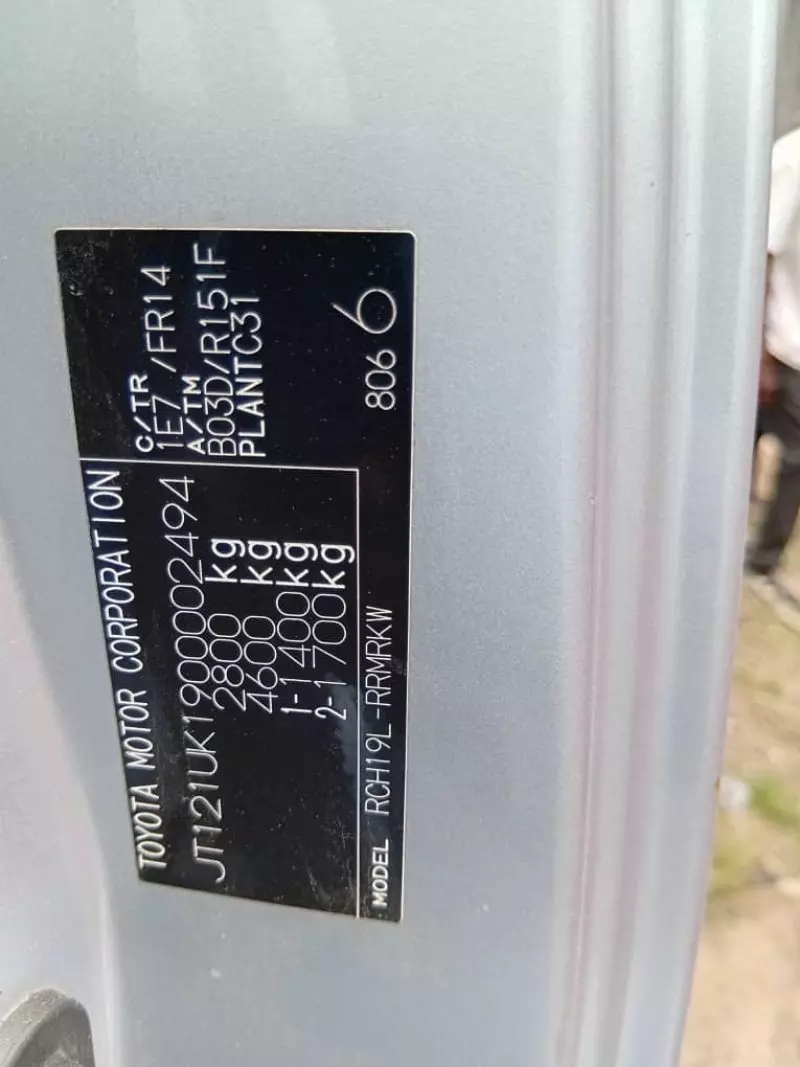 TOYOTA MOTOR CORPORATION
JT121UK1900002494
2800 kg
4600 kg
1-1400kg
2-1700kg
C/TR
1E7 /FR14
A/TM
B03D/R151F
PLANTC31
MODEL RCH19L-RRMRKW
806 6